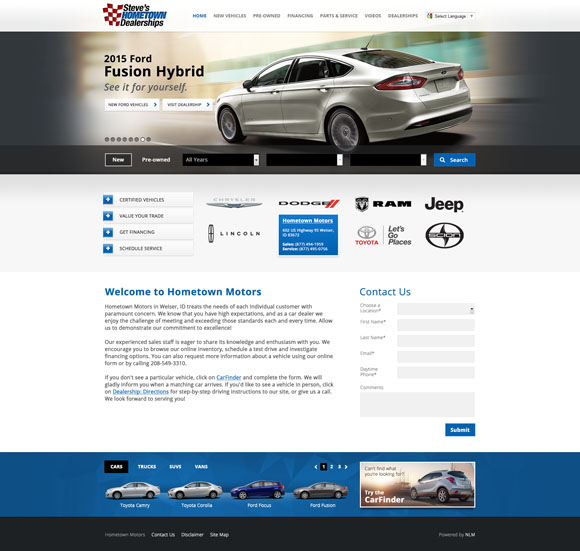 Steve's
HOMETOWN
Dealerships
HOME NEW VEHICLES PRE-OWNED FINANCING PARTS & SERVICE VIDEOS DEALERSHIPS Select Language
2015 Ford
Fusion Hybrid
See it for yourself.
NEW FORD VEHICLES VISIT DEALERSHIP
New Pre-owned All Years Search
CERTIFIED VEHICLES
VALUE YOUR TRADE
GET FINANCING
SCHEDULE SERVICE
CHRYSLER DODGE RAM Jeep
LINCOLN
Hometown Motors
602 US Highway 95 Weiser,
ID 83672
Sales: (877) 494-1959
Service: (877) 495-0756
TOYOTA Let's Go Places
SCION
Welcome to Hometown Motors
Hometown Motors in Weiser, ID treats the needs of each individual customer with
paramount concern. We know that you have high expectations, and as a car dealer we
enjoy the challenge of meeting and exceeding those standards each and every time. Allow
us to demonstrate our commitment to excellence!
Our experienced sales staff is eager to share its knowledge and enthusiasm with you. We
encourage you to browse our online inventory, schedule a test drive and investigate
financing options. You can also request more information about a vehicle using our online
form or by calling 208-549-3310.
If you don't see a particular vehicle, click on CarFinder and complete the form. We will
gladly inform you when a matching car arrives. If you'd like to see a vehicle in person, click
on Dealership: Directions for step-by-step driving instructions to our site, or give us a call.
We look forward to serving you!
Contact Us
Choose a
Location*
First Name*
Last Name*
Email*
Daytime
Phone*
Comments
Submit
CARS TRUCKS SUVS VANS 1 2 3
Toyota Camry Toyota Corolla Ford Focus Ford Fusion
Can't find what
you're looking for?
Try the
CarFinder
Hometown Motors Contact Us Disclaimer Site Map Powered by NLM